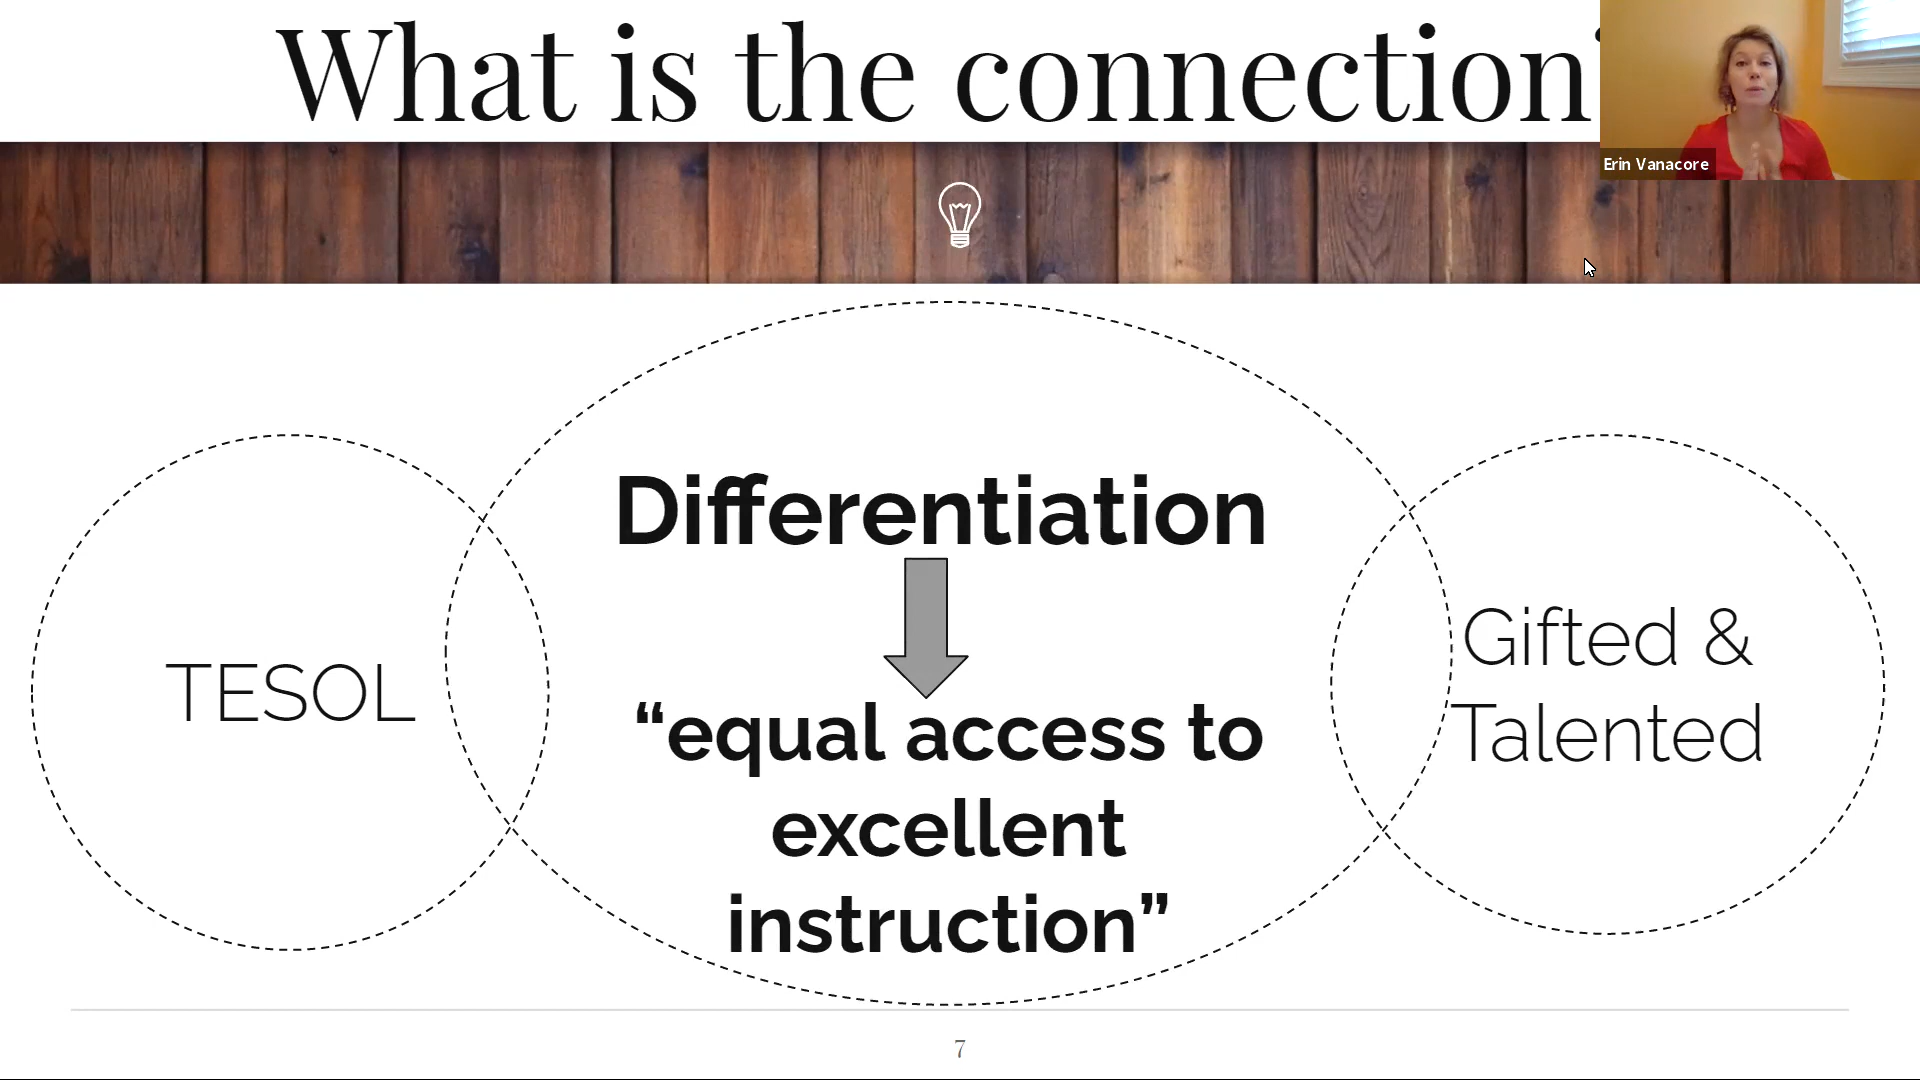 What is the connection
Erin Vanacore
Differentiation
“equal access to
excellent
instruction”
TESOL
Gifted &
Talented
7